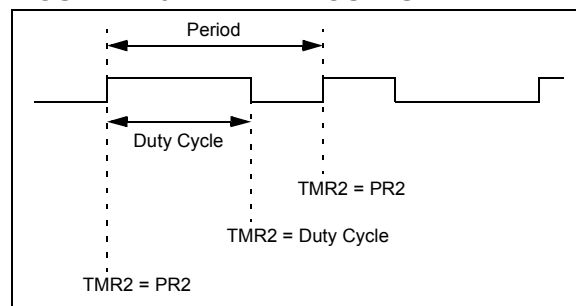 Period
Duty Cycle
TMR2 = PR2
TMR2 = Duty Cycle
TMR2 = PR2